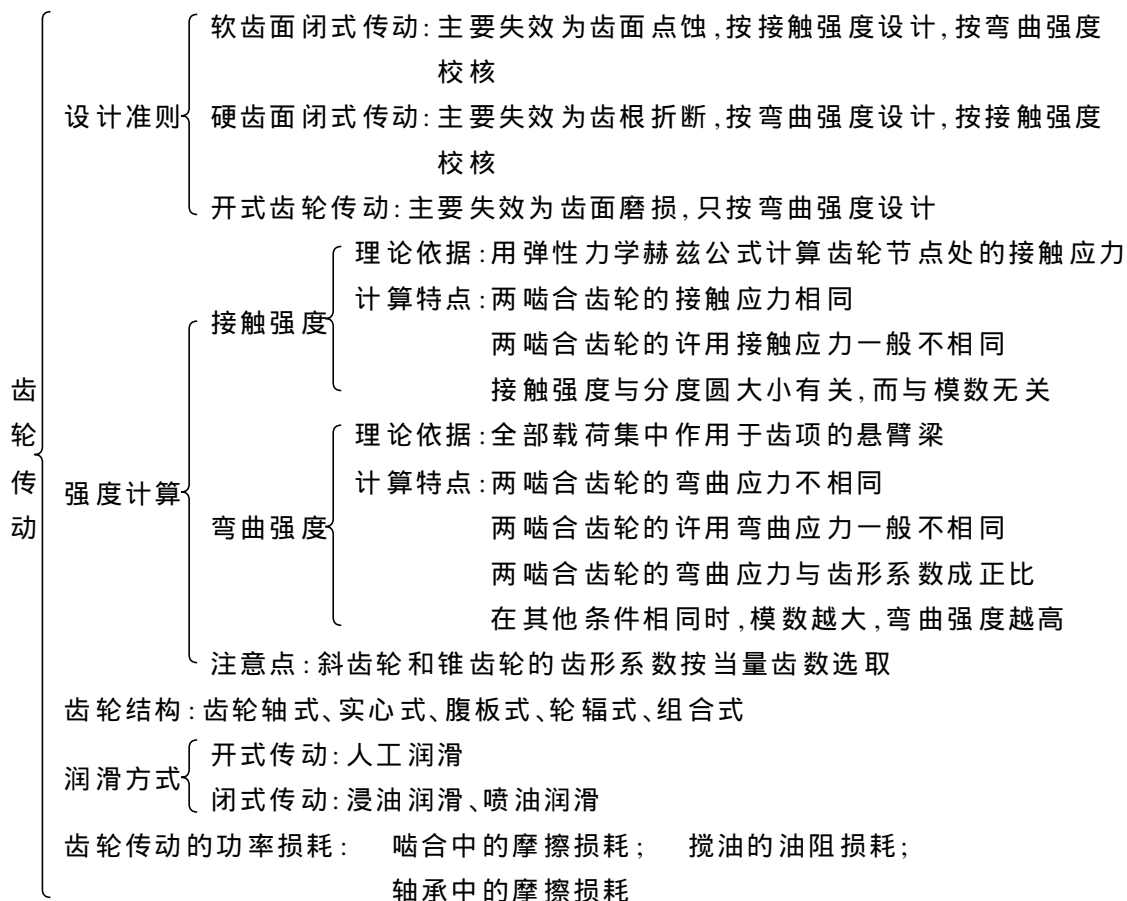 软齿面闭式传动:主要失效为齿面点蚀,按接触强度设计,按弯曲强度
校核
设计准则
硬齿面闭式传动:主要失效为齿根折断,按弯曲强度设计,按接触强度
校核
开式齿轮传动:主要失效为齿面磨损,只按弯曲强度设计
理论依据:用弹性力学赫兹公式计算齿轮节点处的接触应力
计算特点:两啮合齿轮的接触应力相同
接触强度
两啮合齿轮的许用接触应力一般不相同
接触强度与分度圆大小有关,而与模数无关
齿轮传动
理论依据:全部载荷集中作用于齿项的悬臂梁
强度计算
计算特点:两啮合齿轮的弯曲应力不相同
弯曲强度
两啮合齿轮的许用弯曲应力一般不相同
两啮合齿轮的弯曲应力与齿形系数成正比
在其他条件相同时,模数越大,弯曲强度越高
注意点:斜齿轮和锥齿轮的齿形系数按当量齿数选取
齿轮结构:齿轮轴式、实心式、腹板式、轮辐式、组合式
润滑方式
开式传动:人工润滑
闭式传动:浸油润滑、喷油润滑
齿轮传动的功率损耗: 啮合中的摩擦损耗; 搅油的油阻损耗;
轴承中的摩擦损耗